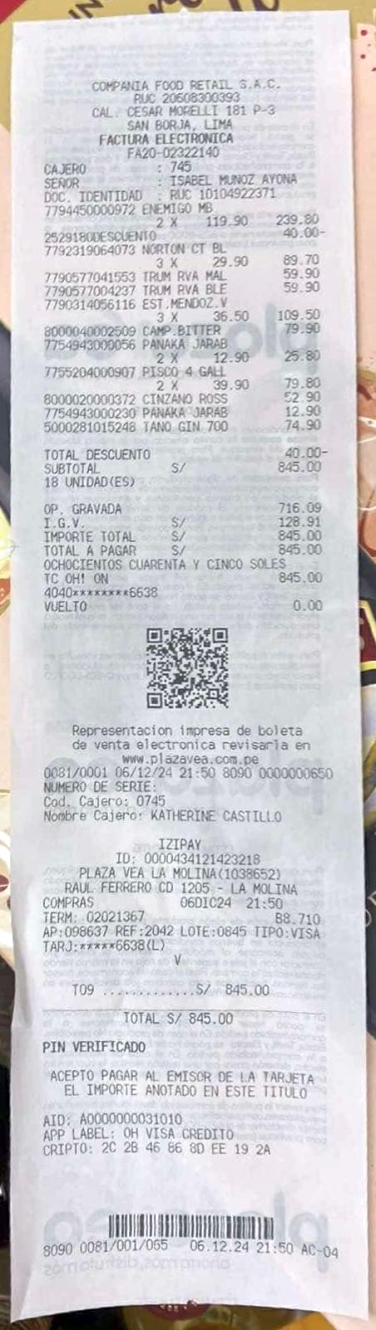 COMPANIA FOOD RETAIL S.A.C.
RUC 20608300393
CAL. CESAR MORELLI 181 P-3
SAN BORJA, LIMA
FACTURA ELECTRONICA
FA20-02322140
CAJERO : 745
SEÑOR : ISABEL MUNOZ AYONA
DOC. IDENTIDAD : RUC 10104922371
7794450000972 ENEMIGO MB
2 X 119.90 239.80
2529180DESCUENTO 40.00-
7792319064073 NORTON CT BL
3 X 29.90 89.70
7790577041553 TRUM RVA MAL 59.90
7790577004237 TRUM RVA BLE 59.90
7790314056116 EST.MENDOZ.V
3 X 36.50 109.50
8000040002509 CAMP.BITTER 79.90
7754943000056 PANAKA JARAB
2 X 12.90 25.80
7755204000907 PISCO 4 GALL
2 X 39.90 79.80
8000020000372 CINZANO ROSS 52.90
7754943000230 PANAKA JARAB 12.90
5000281015248 TANQ GIN 700 74.90
TOTAL DESCUENTO 40.00-
SUBTOTAL S/ 845.00
18 UNIDAD(ES)
OP. GRAVADA 716.09
I.G.V. S/ 128.91
IMPORTE TOTAL S/ 845.00
TOTAL A PAGAR S/ 845.00
OCHOCIENTOS CUARENTA Y CINCO SOLES
TC OH! ON 845.00
4040********6638
VUELTO 0.00
Representacion impresa de boleta
de venta electronica revisarla en
www.plazavea.com.pe
0081/0001 06/12/24 21:50 8090 0000000650
NUMERO DE SERIE:
Cod. Cajero: 0745
Nombre Cajero: KATHERINE CASTILLO
IZIPAY
ID: 0000434121423218
PLAZA VEA LA MOLINA(1038652)
RAUL FERRERO CD 1205 - LA MOLINA
COMPRAS 06DIC24 21:50
TERM: 02021367 B8.710
AP:098637 REF:2042 LOTE:0845 TIPO:VISA
TARJ:*****6638(L)
V
T09 .............S/ 845.00
TOTAL S/ 845.00
PIN VERIFICADO
ACEPTO PAGAR AL EMISOR DE LA TARJETA
EL IMPORTE ANOTADO EN ESTE TITULO
AID: A0000000031010
APP LABEL: OH VISA CREDITO
CRIPTO: 2C 2B 46 86 8D EE 19 2A
8090 0081/001/065 06.12.24 21:50 AC-04